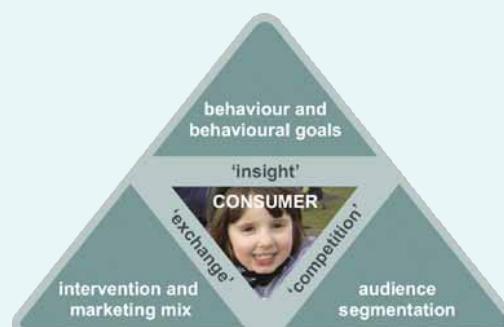 behaviour and
behavioural goals
'insight'
CONSUMER
'exchange'
'competition'
intervention and
marketing mix
audience
segmentation